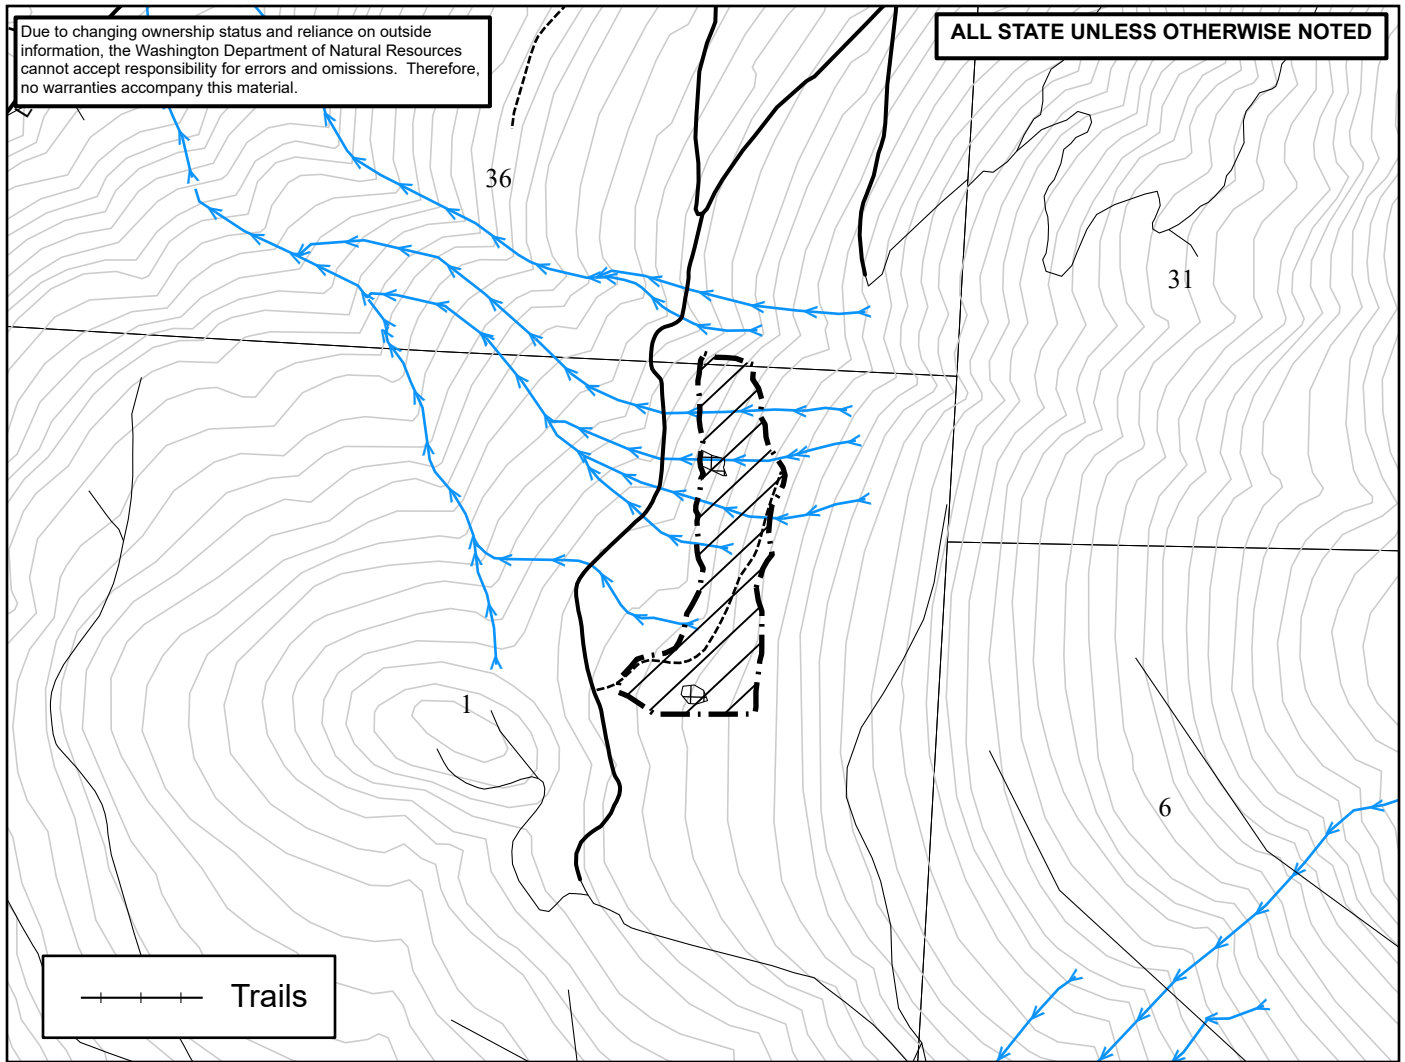 Due to changing ownership status and reliance on outside
information, the Washington Department of Natural Resources
cannot accept responsibility for errors and omissions.  Therefore,
no warranties accompany this material.
ALL STATE UNLESS OTHERWISE NOTED
36
31
1
6
Trails